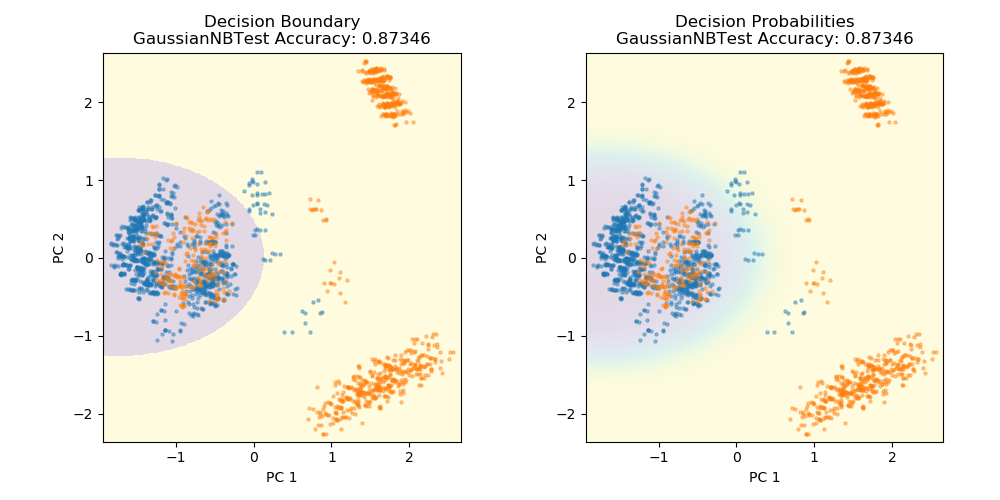 Decision Boundary
GaussianNBTest Accuracy: 0.87346
2
1
0
−1
−2
PC 2
−1
0
1
2
PC 1
Decision Probabilities
GaussianNBTest Accuracy: 0.87346
2
1
0
−1
−2
PC 2
−1
0
1
2
PC 1